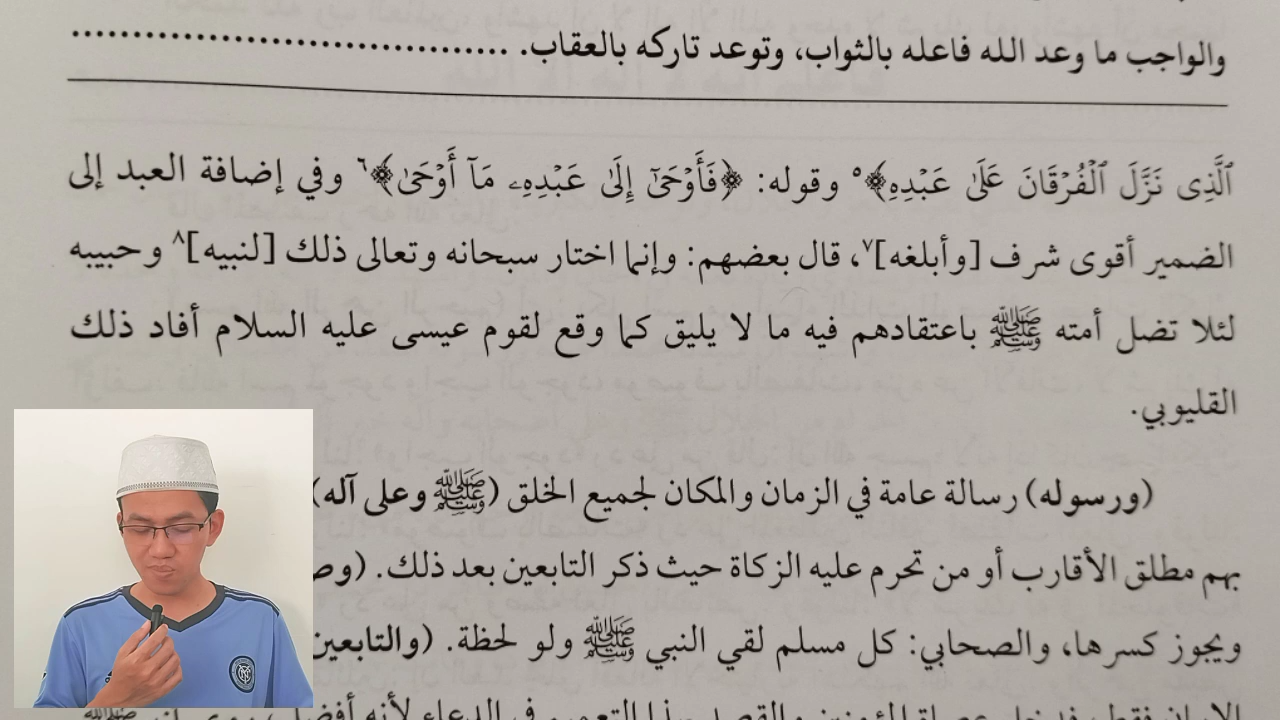 والواجب ما وعد الله فاعله بالثواب، وتوعد تاركه بالعقاب. ....................................
ٱلَّذِى نَزَّلَ ٱلْفُرْقَانَ عَلَىٰ عَبْدِهِ﴾٥ وقوله: ﴿فَأَوْحَىٰٓ إِلَىٰ عَبْدِهِۦ مَآ أَوْحَىٰ﴾٦ وفي إضافة العبد إلى
الضمير أقوى شرف [وأبلغه]٧، قال بعضهم: وإنما اختار سبحانه وتعالى ذلك [لنبيه]٨ وحبيبه
لئلا تضل أمته ﷺ باعتقادهم فيه ما لا يليق كما وقع لقوم عيسى عليه السلام أفاد ذلك
القليوبي.
(ورسوله) رسالة عامة في الزمان والمكان لجميع الخلق (ﷺ وعلى آله)
بهم مطلق الأقارب أو من تحرم عليه الزكاة حيث ذكر التابعين بعد ذلك.
ويجوز كسرها، والصحابي: كل مسلم لقي النبي ﷺ ولو لحظة. (والتابعين